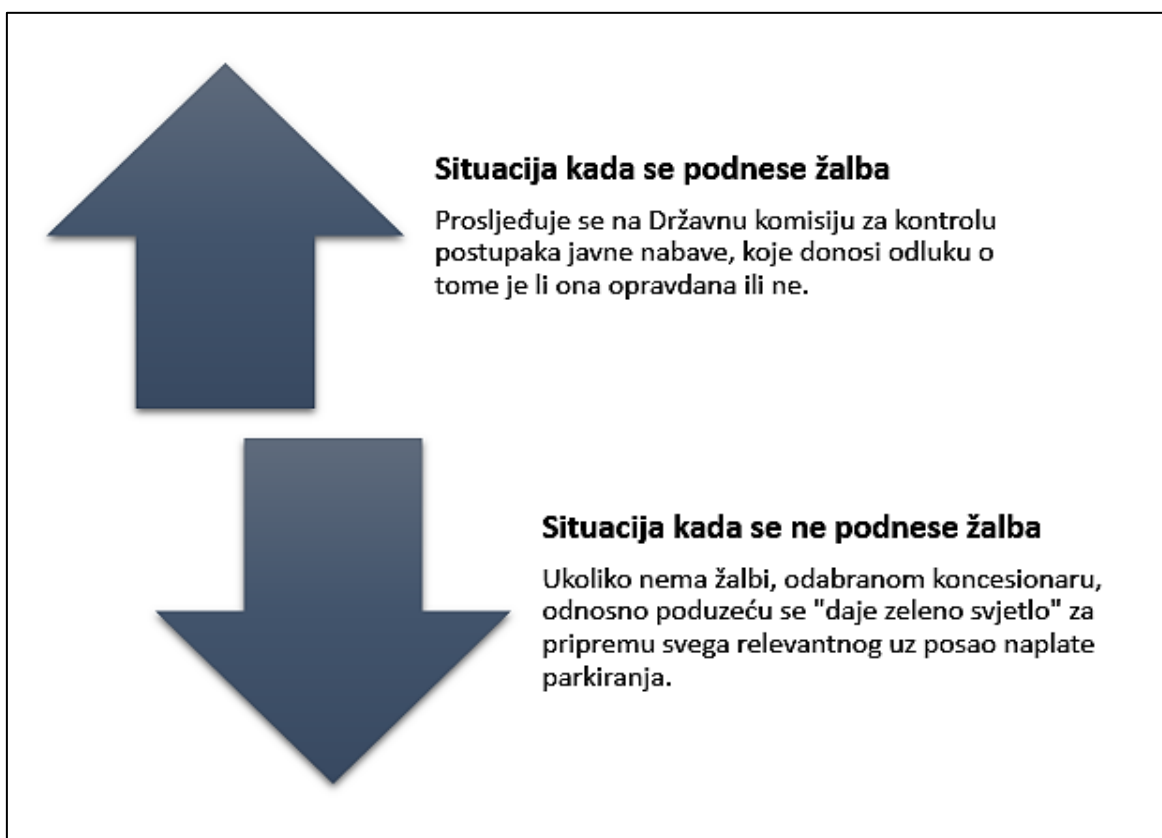 Situacija kada se podnese žalba
Prosljeđuje se na Državnu komisiju za kontrolu
postupaka javne nabave, koje donosi odluku o
tome je li ona opravdana ili ne.
Situacija kada se ne podnese žalba
Ukoliko nema žalbi, odabranom koncesionaru,
odnosno poduzeću se "daje zeleno svjetlo" za
pripremu svega relevantnog uz posao naplate
parkiranja.